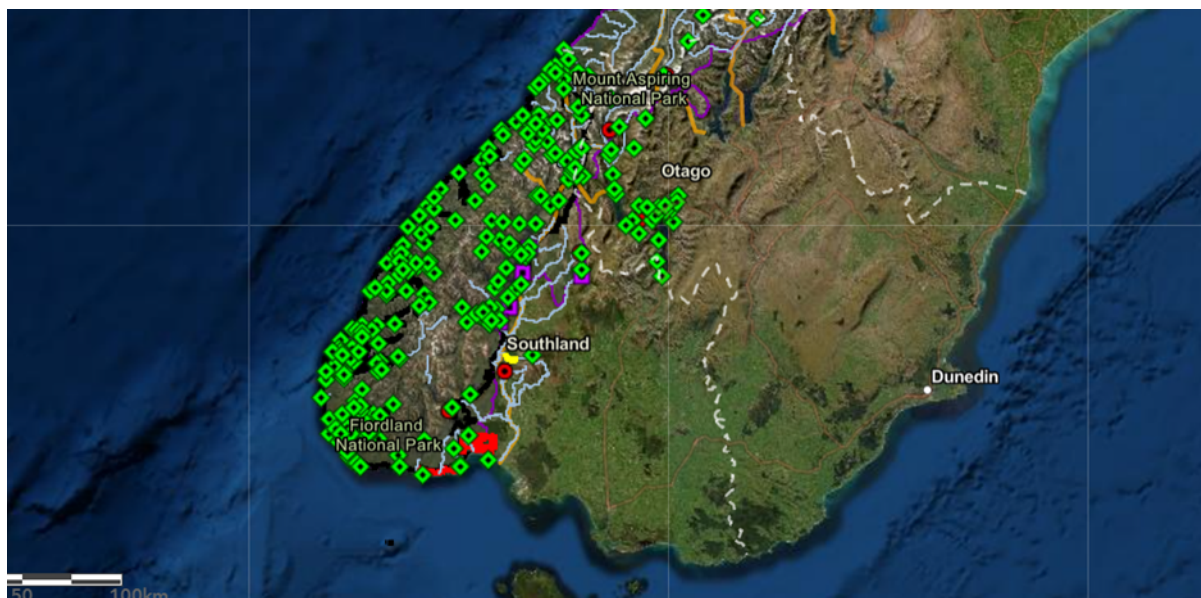 Mount Aspiring
National Park
Otago
Southland
Dunedin
Fiordland
National Park
50 100km